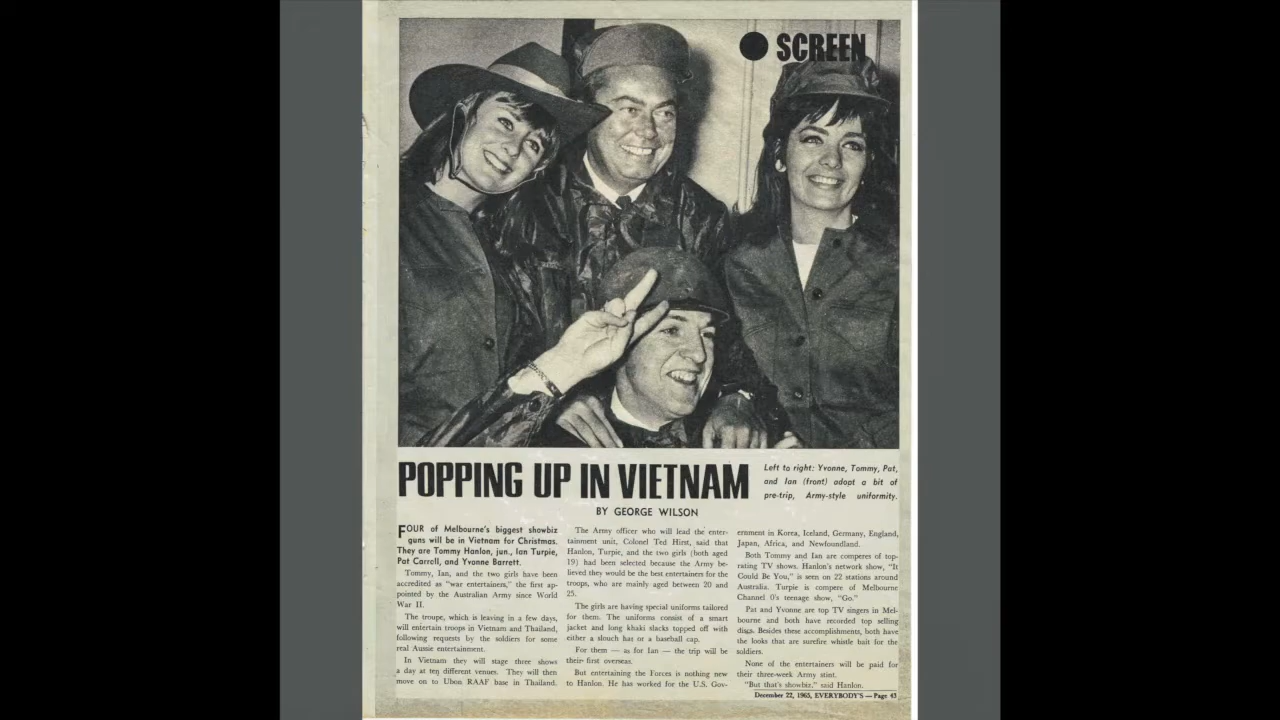 SCREEN
POPPING UP IN VIETNAM
Left to right: Yvonne, Tommy, Pat,
and Ian (front) adopt a bit of
pre-trip, Army-style uniformity.
BY GEORGE WILSON
FOUR of Melbourne's biggest showbiz
guns will be in Vietnam for Christmas.
They are Tommy Hanlon, jun., Ian Turpie,
Pat Carroll, and Yvonne Barrett.
Tommy, Ian, and the two girls have been
accredited as "war entertainers," the first ap-
pointed by the Australian Army since World
War II.
The troupe, which is leaving in a few days,
will entertain troops in Vietnam and Thailand,
following requests by the soldiers for some
real Aussie entertainment.
In Vietnam they will stage three shows
a day at ten different venues. They will then
move on to Ubon RAAF base in Thailand.
The Army officer who will lead the enter-
tainment unit, Colonel Ted Hirst, said that
Hanlon, Turpie, and the two girls (both aged
19) had been selected because the Army be-
lieved they would be the best entertainers for the
troops, who are mainly aged between 20 and
25.
The girls are having special uniforms tailored
for them. The uniforms consist of a smart
jacket and long khaki slacks topped off with
either a slouch hat or a baseball cap.
For them — as for Ian — the trip will be
their first overseas.
But entertaining the Forces is nothing new
to Hanlon. He has worked for the U.S. Gov-
ernment in Korea, Iceland, Germany, England,
Japan, Africa, and Newfoundland.
Both Tommy and Ian are comperes of top-
rating TV shows. Hanlon's network show, "It
Could Be You," is seen on 22 stations around
Australia. Turpie is compere of Melbourne
Channel 0's teenage show, "Go."
Pat and Yvonne are top TV singers in Mel-
bourne and both have recorded top selling
discs. Besides these accomplishments, both have
the looks that are surefire whistle bait for the
soldiers.
None of the entertainers will be paid for
their three-week Army stint.
"But that's showbiz," said Hanlon.
December 22, 1965, EVERYBODY'S — Page 43